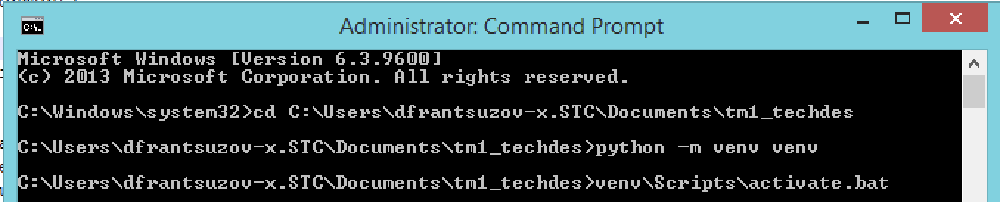 Administrator: Command Prompt
Microsoft Windows [Version 6.3.9600]
(c) 2013 Microsoft Corporation. All rights reserved.
C:\Windows\system32>cd C:\Users\dfrantsuzov-x.STC\Documents\tm1_techdes
C:\Users\dfrantsuzov-x.STC\Documents\tm1_techdes>python -m venv venv
C:\Users\dfrantsuzov-x.STC\Documents\tm1_techdes>venv\Scripts\activate.bat